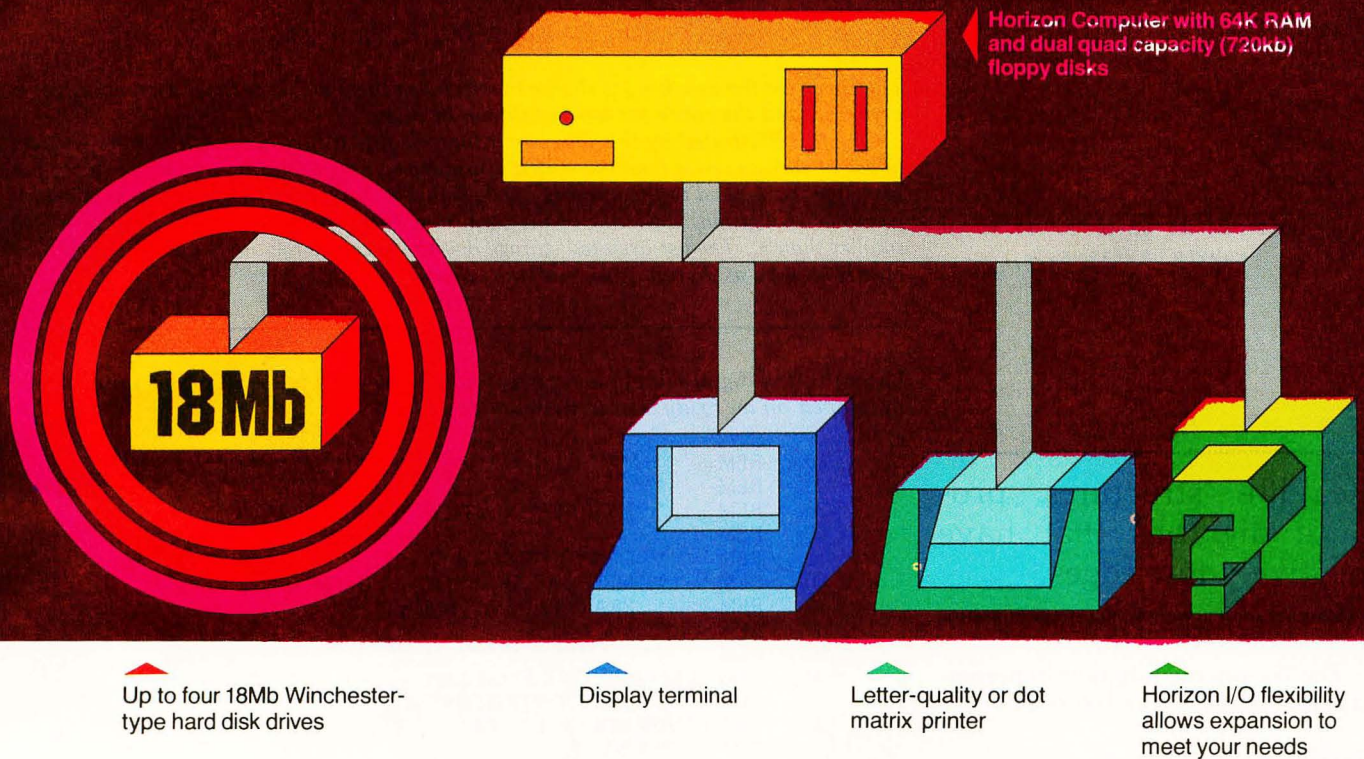 Horizon Computer with 64K RAM
and dual quad capacity (720kb)
floppy disks
18Mb
Up to four 18Mb Winchester-
type hard disk drives
Display terminal
Letter-quality or dot
matrix printer
Horizon I/O flexibility
allows expansion to
meet your needs